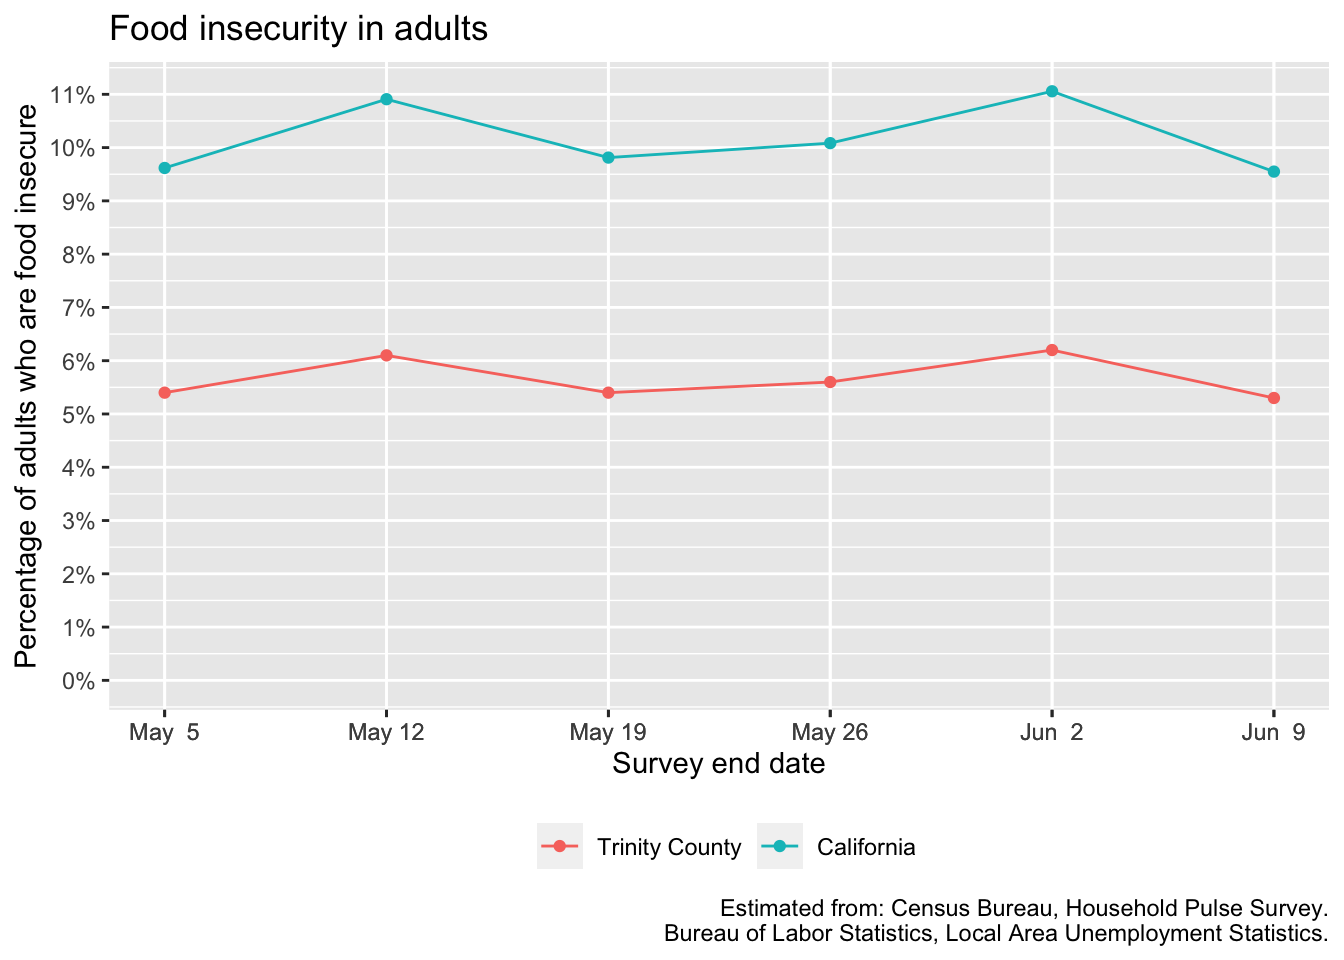 Food insecurity in adults
Percentage of adults who are food insecure
11%
10%
9%
8%
7%
6%
5%
4%
3%
2%
1%
0%
May  5 May 12 May 19 May 26 Jun  2 Jun  9
Survey end date
Trinity County California
Estimated from: Census Bureau, Household Pulse Survey.
Bureau of Labor Statistics, Local Area Unemployment Statistics.